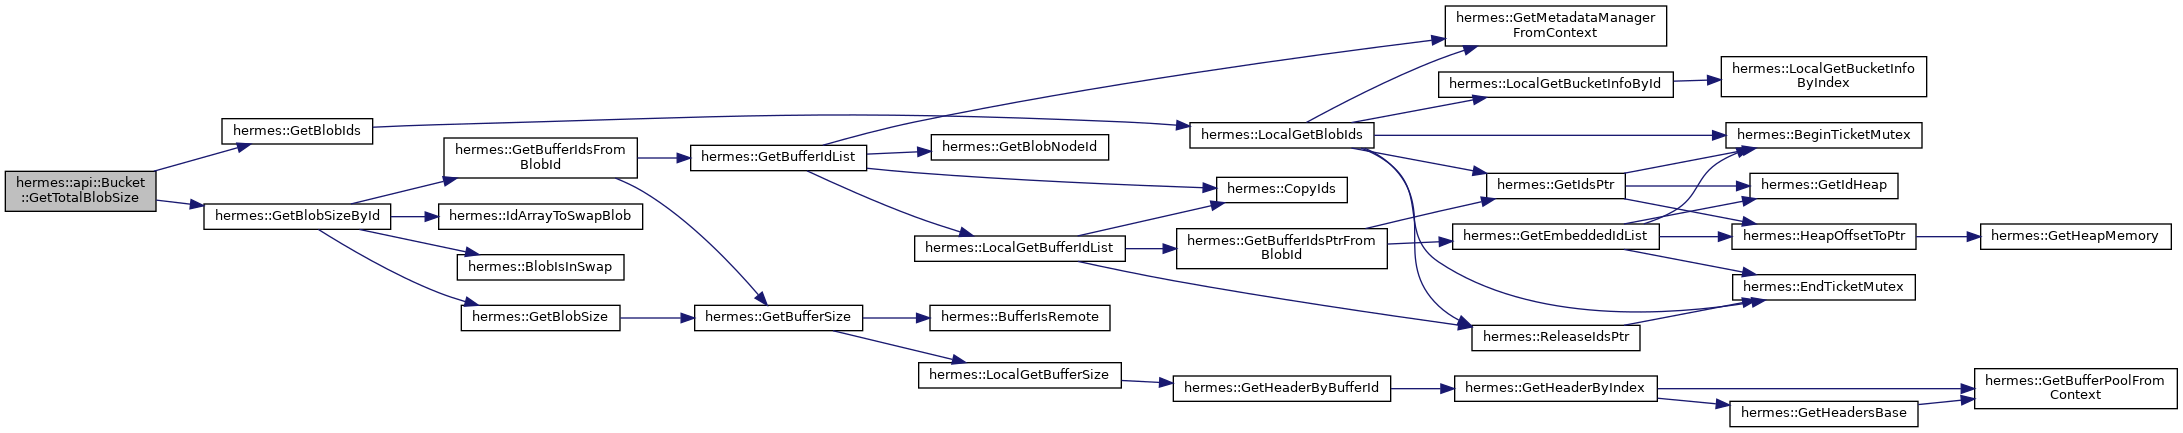 hermes::api::Bucket
::GetTotalBlobSize
hermes::GetBlobIds
hermes::GetBlobSizeById
hermes::GetBufferIdsFrom
BlobId
hermes::IdArrayToSwapBlob
hermes::BlobIsInSwap
hermes::GetBlobSize
hermes::GetBufferIdList
hermes::GetBufferSize
hermes::GetBlobNodeId
hermes::LocalGetBufferIdList
hermes::BufferIsRemote
hermes::LocalGetBufferSize
hermes::LocalGetBlobIds
hermes::CopyIds
hermes::GetBufferIdsPtrFrom
BlobId
hermes::GetHeaderByBufferId
hermes::GetMetadataManager
FromContext
hermes::LocalGetBucketInfoById
hermes::GetIdsPtr
hermes::GetEmbeddedIdList
hermes::ReleaseIdsPtr
hermes::GetHeaderByIndex
hermes::LocalGetBucketInfo
ByIndex
hermes::BeginTicketMutex
hermes::GetIdHeap
hermes::HeapOffsetToPtr
hermes::EndTicketMutex
hermes::GetHeadersBase
hermes::GetHeapMemory
hermes::GetBufferPoolFrom
Context